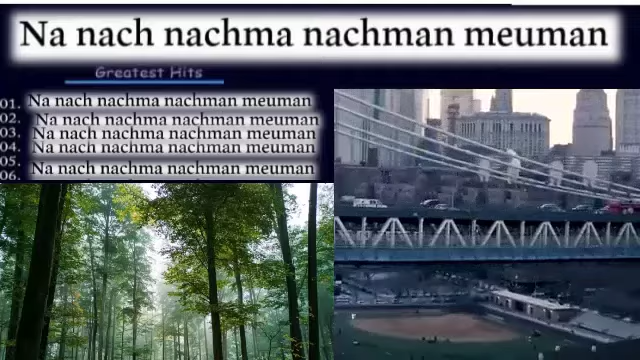 Na nach nachma nachman meuman
Greatest Hits
01. Na nach nachma nachman meuman
02. Na nach nachma nachman meuman
03. Na nach nachma nachman meuman
04. Na nach nachma nachman meuman
05. Na nach nachma nachman meuman
06.